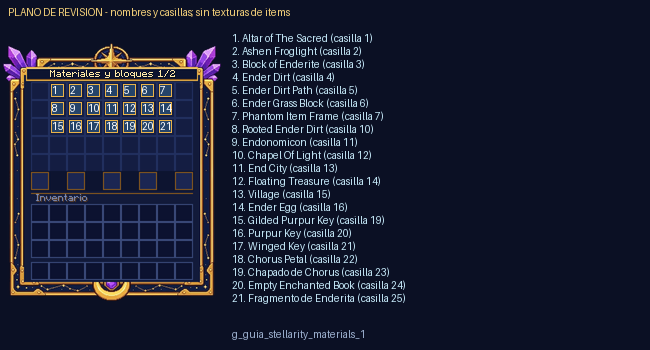 PLANO DE REVISION - nombres y casillas; sin texturas de items
Materiales y bloques 1/2
1 2 3 4 5 6 7
8 9 10 11 12 13 14
15 16 17 18 19 20 21
Inventario
1. Altar of The Sacred (casilla 1)
2. Ashen Froglight (casilla 2)
3. Block of Enderite (casilla 3)
4. Ender Dirt (casilla 4)
5. Ender Dirt Path (casilla 5)
6. Ender Grass Block (casilla 6)
7. Phantom Item Frame (casilla 7)
8. Rooted Ender Dirt (casilla 10)
9. Endonomicon (casilla 11)
10. Chapel Of Light (casilla 12)
11. End City (casilla 13)
12. Floating Treasure (casilla 14)
13. Village (casilla 15)
14. Ender Egg (casilla 16)
15. Gilded Purpur Key (casilla 19)
16. Purpur Key (casilla 20)
17. Winged Key (casilla 21)
18. Chorus Petal (casilla 22)
19. Chapado de Chorus (casilla 23)
20. Empty Enchanted Book (casilla 24)
21. Fragmento de Enderita (casilla 25)
g_guia_stellarity_materials_1